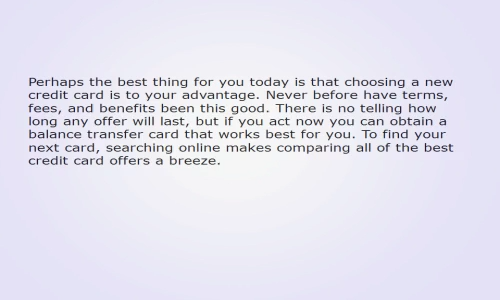 Perhaps the best thing for you today is that choosing a new
credit card is to your advantage. Never before have terms,
fees, and benefits been this good. There is no telling how
long any offer will last, but if you act now you can obtain a
balance transfer card that works best for you. To find your
next card, searching online makes comparing all of the best
credit card offers a breeze.